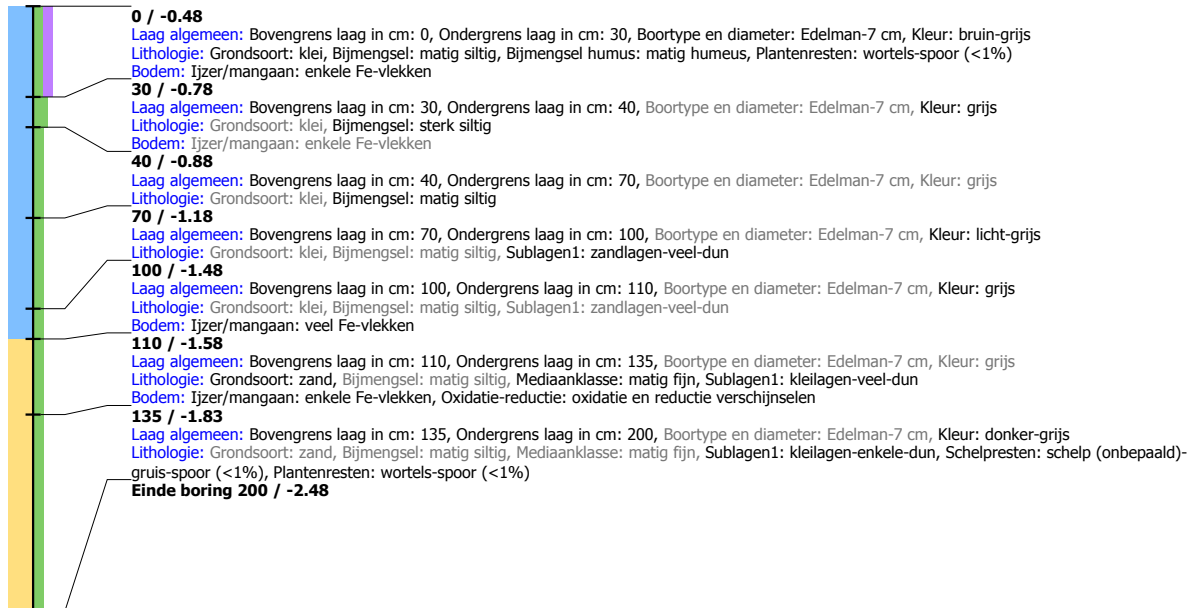 0 / -0.48
Laag algemeen: Bovengrens laag in cm: 0, Ondergrens laag in cm: 30, Boortype en diameter: Edelman-7 cm, Kleur: bruin-grijs
Lithologie: Grondsoort: klei, Bijmengsel: matig siltig, Bijmengsel humus: matig humeus, Plantenresten: wortels-spoor (<1%)
Bodem: Ijzer/mangaan: enkele Fe-vlekken
30 / -0.78
Laag algemeen: Bovengrens laag in cm: 30, Ondergrens laag in cm: 40, Boortype en diameter: Edelman-7 cm, Kleur: grijs
Lithologie: Grondsoort: klei, Bijmengsel: sterk siltig
Bodem: Ijzer/mangaan: enkele Fe-vlekken
40 / -0.88
Laag algemeen: Bovengrens laag in cm: 40, Ondergrens laag in cm: 70, Boortype en diameter: Edelman-7 cm, Kleur: grijs
Lithologie: Grondsoort: klei, Bijmengsel: matig siltig
70 / -1.18
Laag algemeen: Bovengrens laag in cm: 70, Ondergrens laag in cm: 100, Boortype en diameter: Edelman-7 cm, Kleur: licht-grijs
Lithologie: Grondsoort: klei, Bijmengsel: matig siltig, Sublagen1: zandlagen-veel-dun
100 / -1.48
Laag algemeen: Bovengrens laag in cm: 100, Ondergrens laag in cm: 110, Boortype en diameter: Edelman-7 cm, Kleur: grijs
Lithologie: Grondsoort: klei, Bijmengsel: matig siltig, Sublagen1: zandlagen-veel-dun
Bodem: Ijzer/mangaan: veel Fe-vlekken
110 / -1.58
Laag algemeen: Bovengrens laag in cm: 110, Ondergrens laag in cm: 135, Boortype en diameter: Edelman-7 cm, Kleur: grijs
Lithologie: Grondsoort: zand, Bijmengsel: matig siltig, Mediaanklasse: matig fijn, Sublagen1: kleilagen-veel-dun
Bodem: Ijzer/mangaan: enkele Fe-vlekken, Oxidatie-reductie: oxidatie en reductie verschijnselen
135 / -1.83
Laag algemeen: Bovengrens laag in cm: 135, Ondergrens laag in cm: 200, Boortype en diameter: Edelman-7 cm, Kleur: donker-grijs
Lithologie: Grondsoort: zand, Bijmengsel: matig siltig, Mediaanklasse: matig fijn, Sublagen1: kleilagen-enkele-dun, Schelpresten: schelp (onbepaald)-
gruis-spoor (<1%), Plantenresten: wortels-spoor (<1%)
Einde boring 200 / -2.48